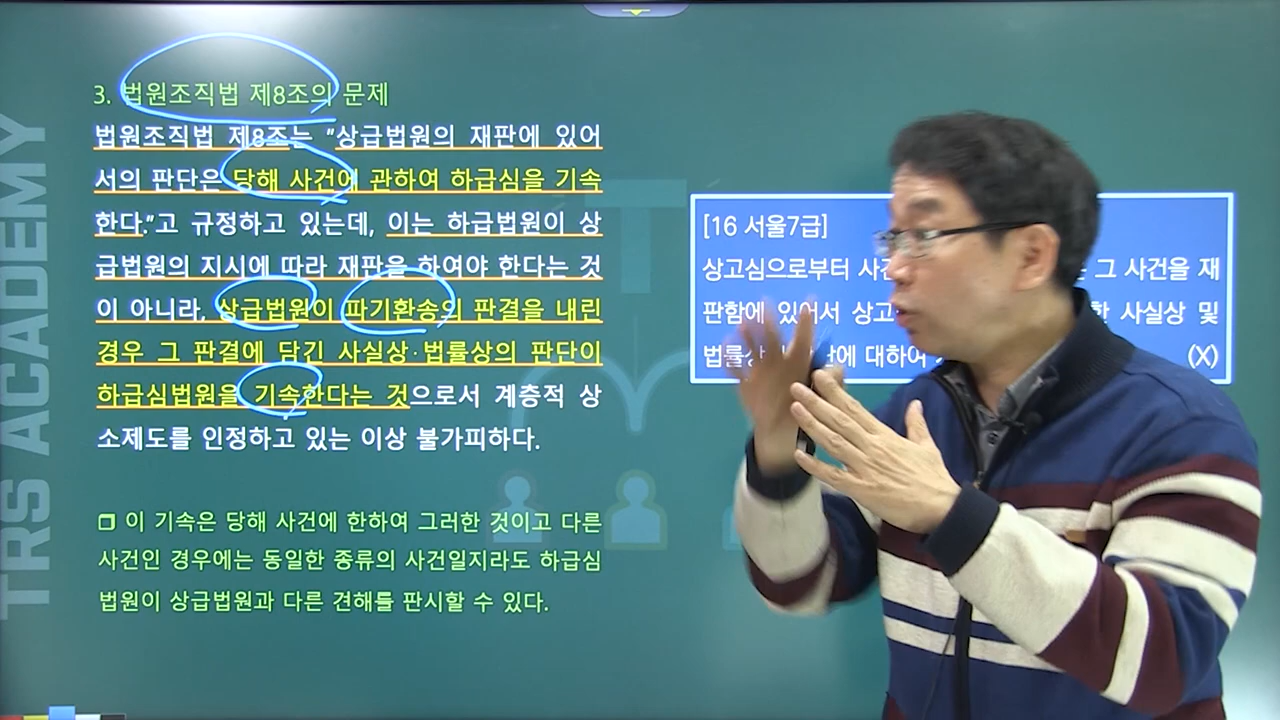 3. 법원조직법 제8조의 문제
법원조직법 제8조는 "상급법원의 재판에 있어
서의 판단은 당해 사건에 관하여 하급심을 기속
한다."고 규정하고 있는데, 이는 하급법원이 상
급법원의 지시에 따라 재판을 하여야 한다는 것
이 아니라, 상급법원이 파기환송의 판결을 내린
경우 그 판결에 담긴 사실상·법률상의 판단이
하급심법원을 기속한다는 것으로서 계층적 상
소제도를 인정하고 있는 이상 불가피하다.
❒ 이 기속은 당해 사건에 한하여 그러한 것이고 다른
사건인 경우에는 동일한 종류의 사건일지라도 하급심
법원이 상급법원과 다른 견해를 판시할 수 있다.
[16 서울7급]
상고심으로부터 그 사건을 재
판함에 있어서 사실상 및
대하여 (X)
TRS ACADEMY